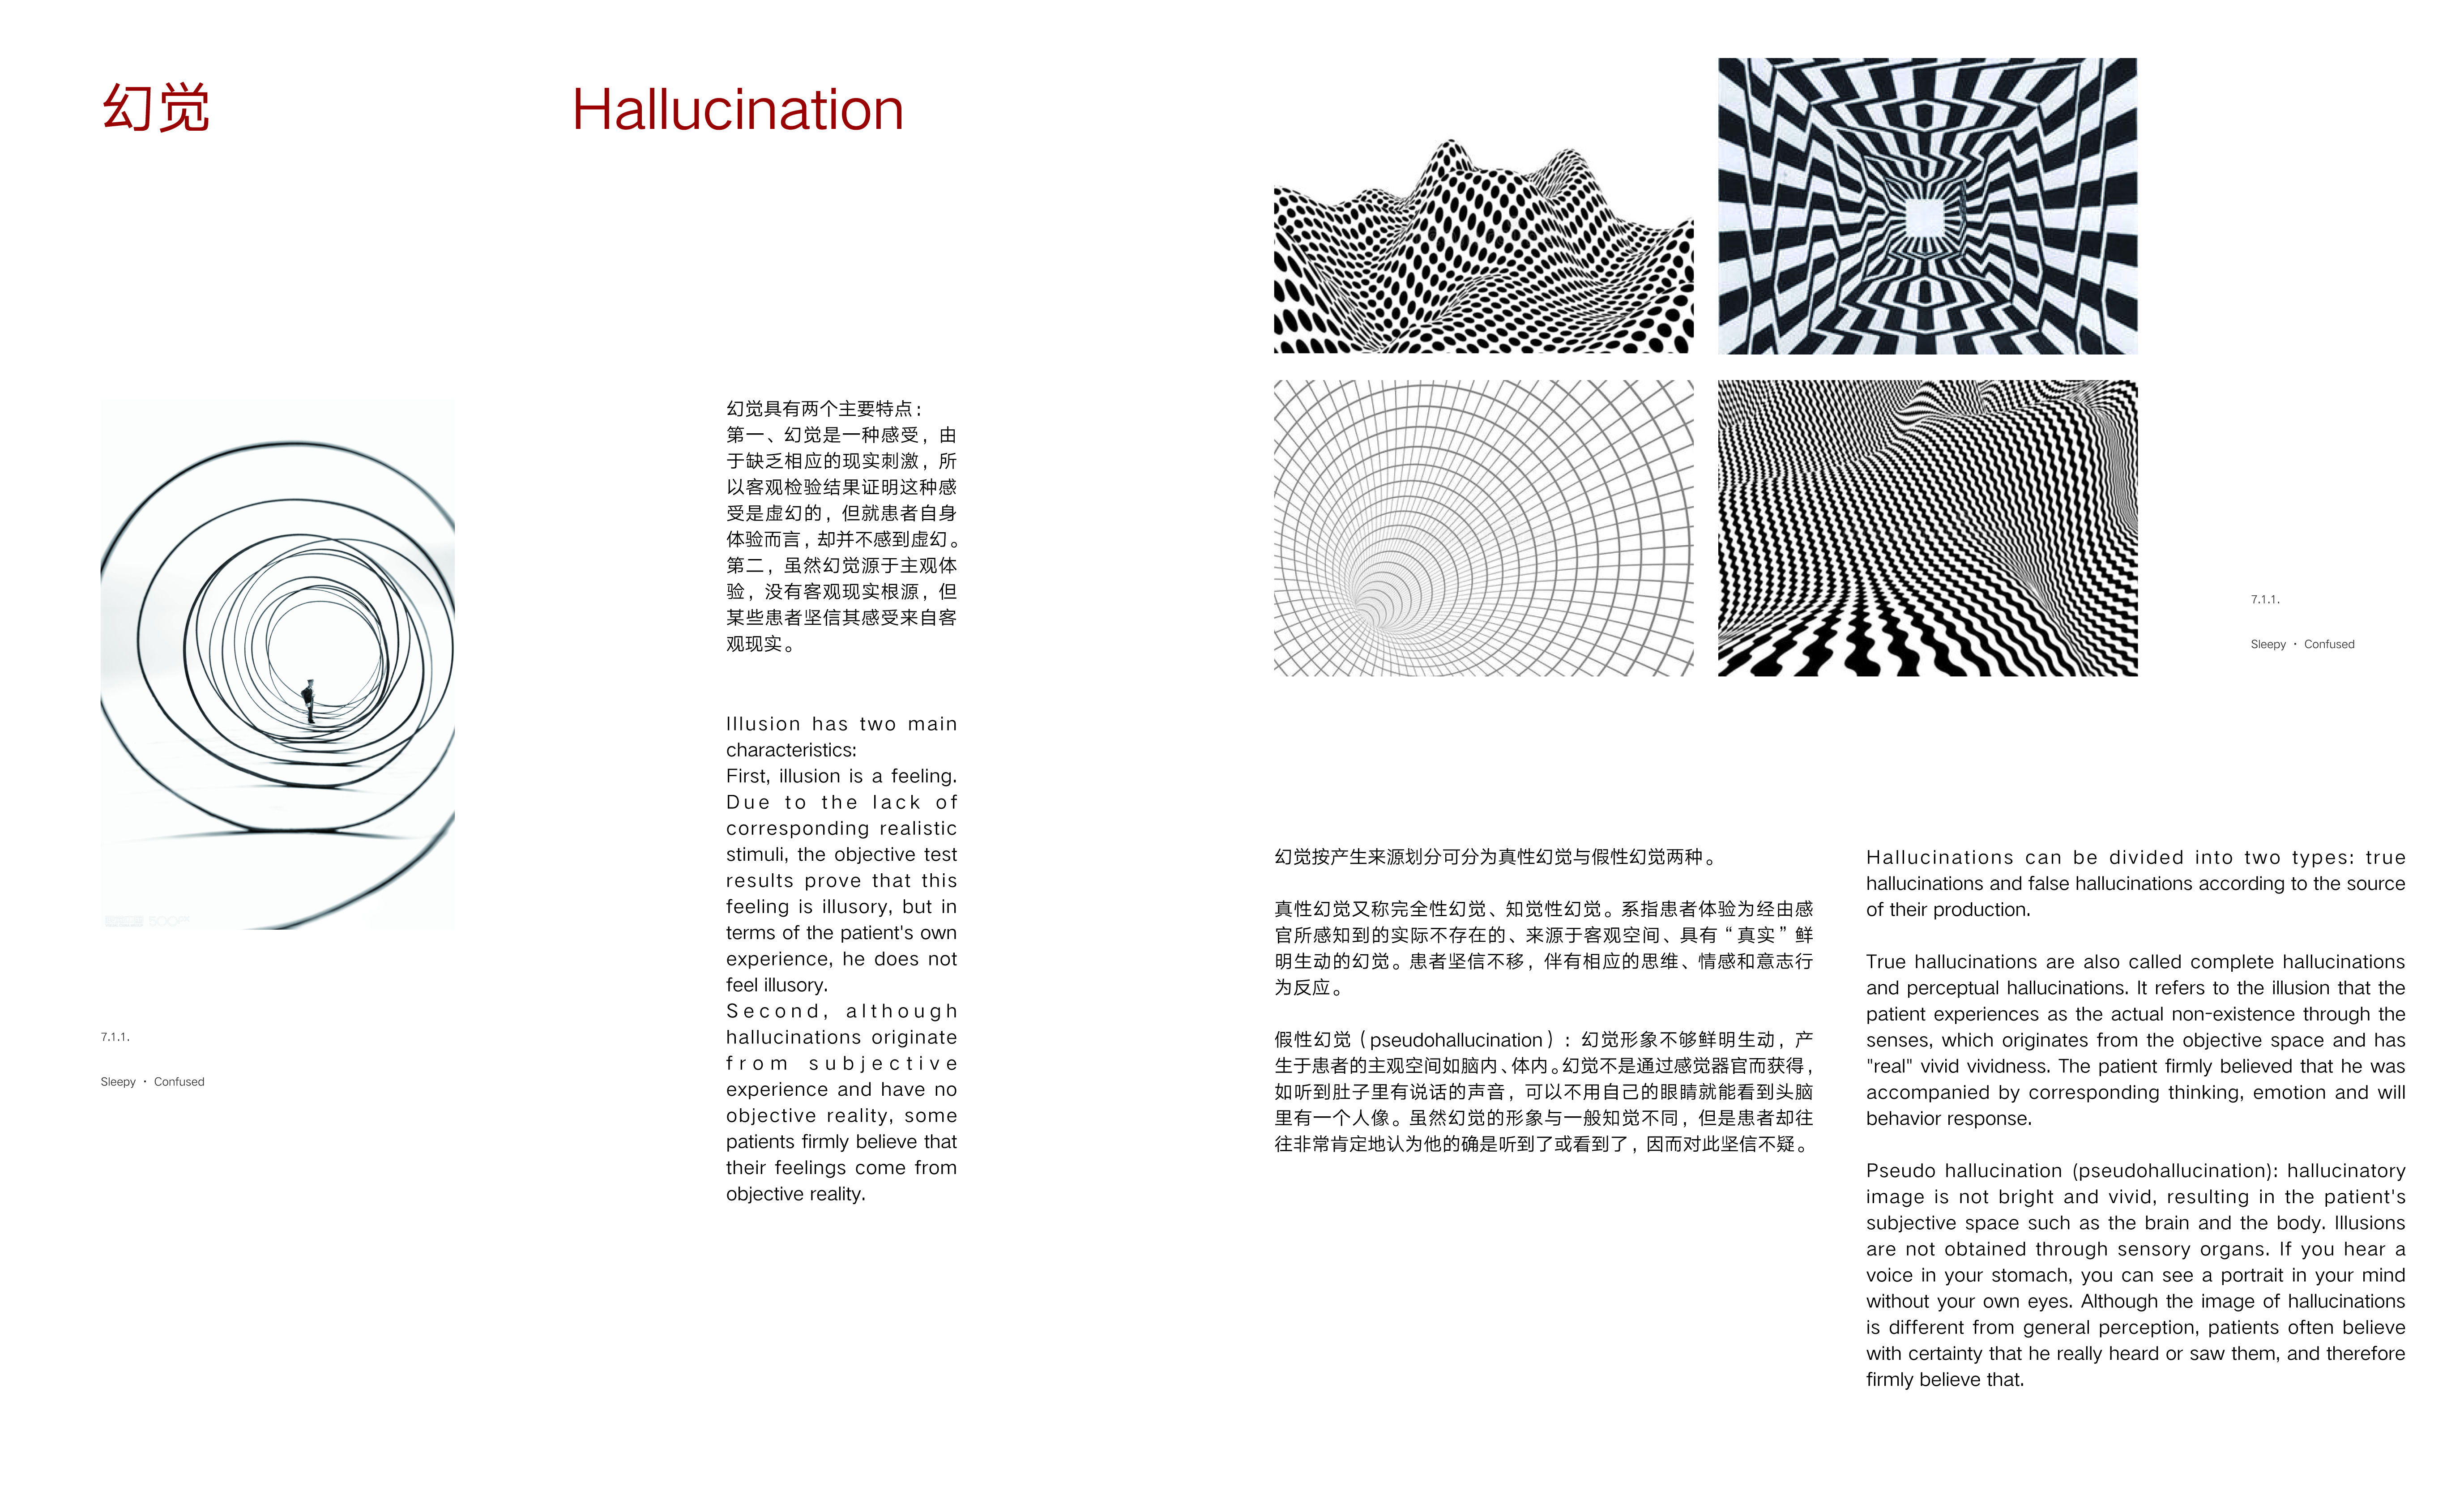 幻觉
Hallucination
幻觉具有两个主要特点：
第一、幻觉是一种感受，由
于缺乏相应的现实刺激，所
以客观检验结果证明这种感
受是虚幻的，但就患者自身
体验而言，却并不感到虚幻。
第二，虽然幻觉源于主观体
验，没有客观现实根源，但
某些患者坚信其感受来自客
观现实。
Illusion has two main
characteristics:
First, illusion is a feeling.
Due to the lack of
corresponding realistic
stimuli, the objective test
results prove that this
feeling is illusory, but in
terms of the patient's own
experience, he does not
feel illusory.
Second, although
hallucinations originate
from subjective
experience and have no
objective reality, some
patients firmly believe that
their feelings come from
objective reality.
7.1.1.
Sleepy · Confused
7.1.1.
Sleepy · Confused
幻觉按产生来源划分可分为真性幻觉与假性幻觉两种。
真性幻觉又称完全性幻觉、知觉性幻觉。系指患者体验为经由感
官所感知到的实际不存在的、来源于客观空间、具有“真实”鲜
明生动的幻觉。患者坚信不移，伴有相应的思维、情感和意志行
为反应。
假性幻觉（pseudohallucination）：幻觉形象不够鲜明生动，产
生于患者的主观空间如脑内、体内。幻觉不是通过感觉器官而获得，
如听到肚子里有说话的声音，可以不用自己的眼睛就能看到头脑
里有一个人像。虽然幻觉的形象与一般知觉不同，但是患者却往
往非常肯定地认为他的确是听到了或看到了，因而对此坚信不疑。
Hallucinations can be divided into two types: true
hallucinations and false hallucinations according to the source
of their production.
True hallucinations are also called complete hallucinations
and perceptual hallucinations. It refers to the illusion that the
patient experiences as the actual non-existence through the
senses, which originates from the objective space and has
"real" vivid vividness. The patient firmly believed that he was
accompanied by corresponding thinking, emotion and will
behavior response.
Pseudo hallucination (pseudohallucination): hallucinatory
image is not bright and vivid, resulting in the patient's
subjective space such as the brain and the body. Illusions
are not obtained through sensory organs. If you hear a
voice in your stomach, you can see a portrait in your mind
without your own eyes. Although the image of hallucinations
is different from general perception, patients often believe
with certainty that he really heard or saw them, and therefore
firmly believe that.